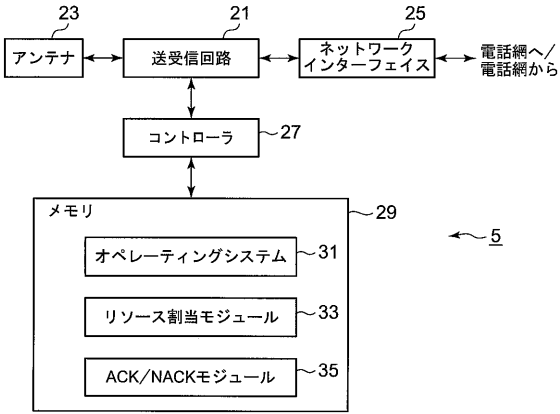 23
21
25
アンテナ
送受信回路
ネットワーク
インターフェイス
電話網へ/
電話網から
コントローラ
27
メモリ
29
5
オペレーティングシステム
31
リソース割当モジュール
33
ACK/NACKモジュール
35